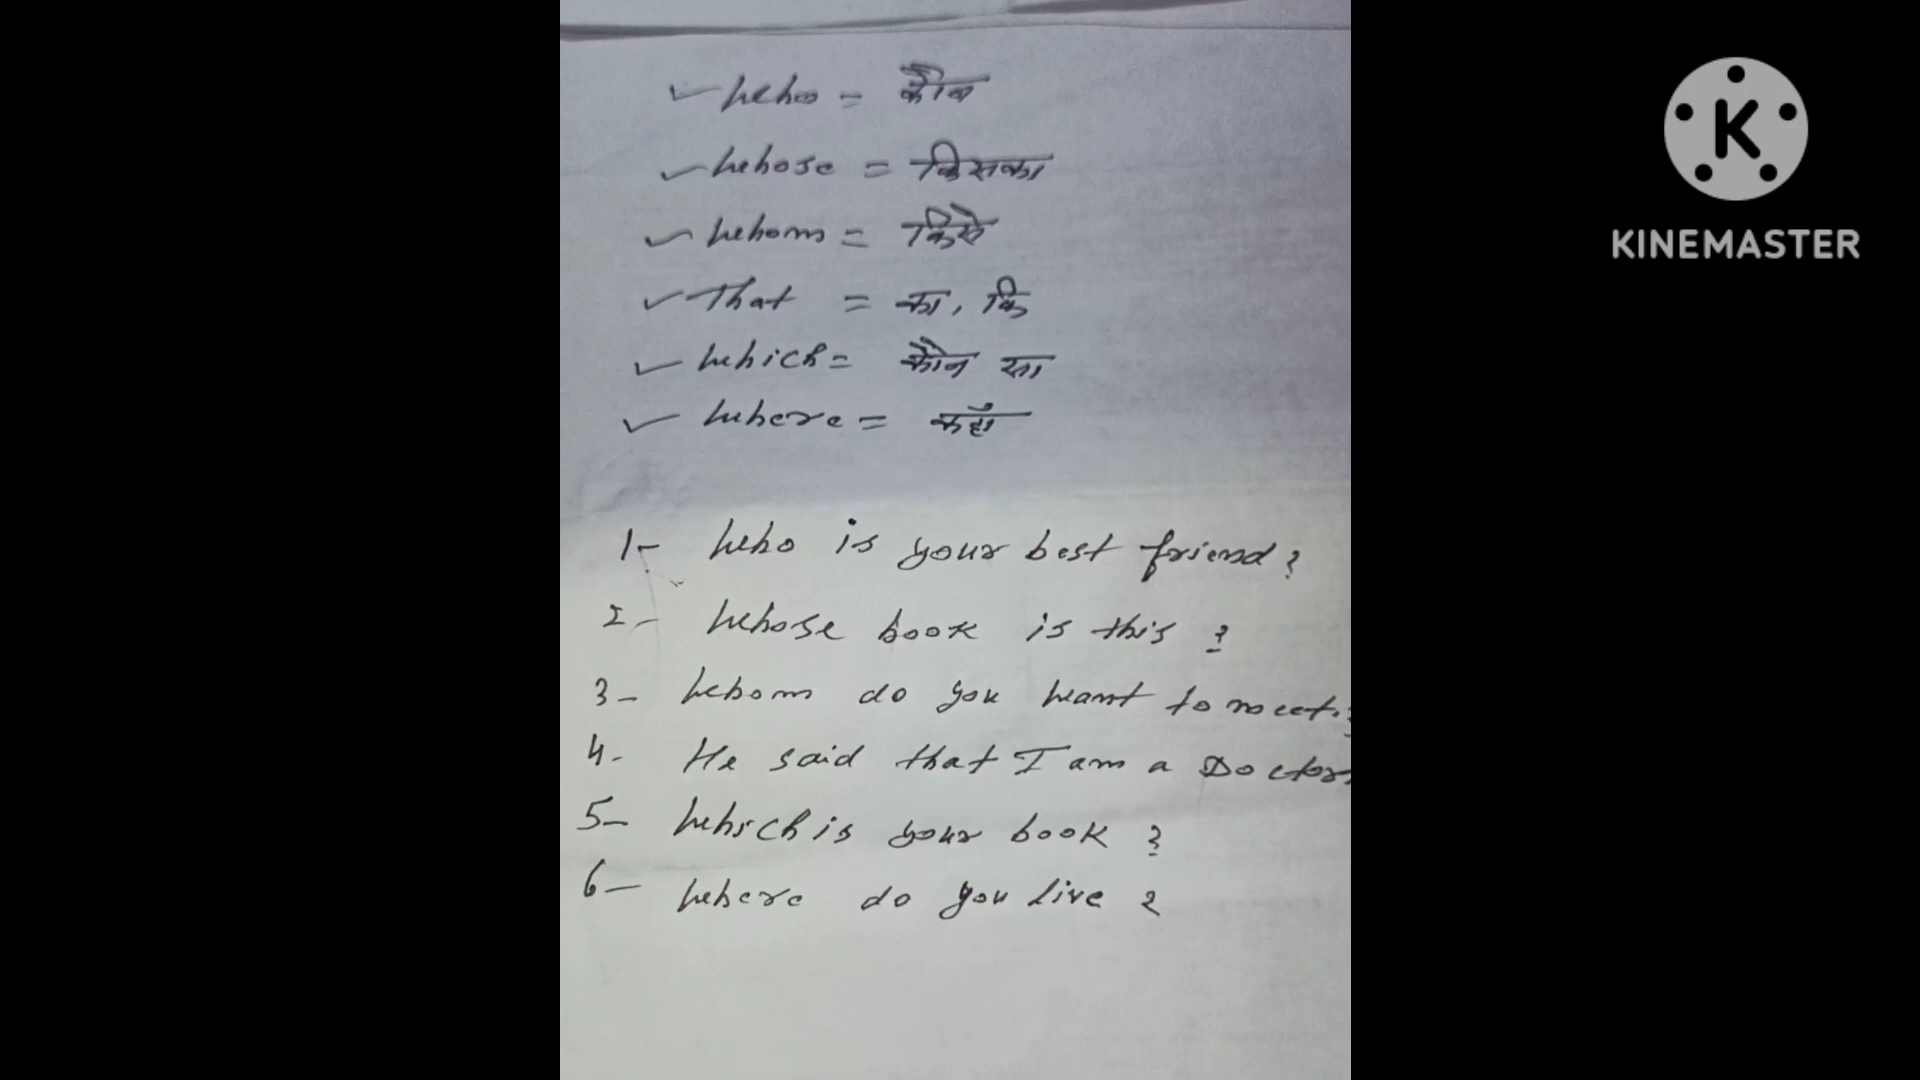 Who = कौन
Whose = किसका
Whom = किसे
That = का, कि
Which = कौन सा
Where = कहाँ
1- Who is your best friend?
2- Whose book is this ?
3- Whom do you want to meet.?
4- He said that I am a Doctor
5- Which is your book ?
6- Where do you live ?
K
KINEMASTER